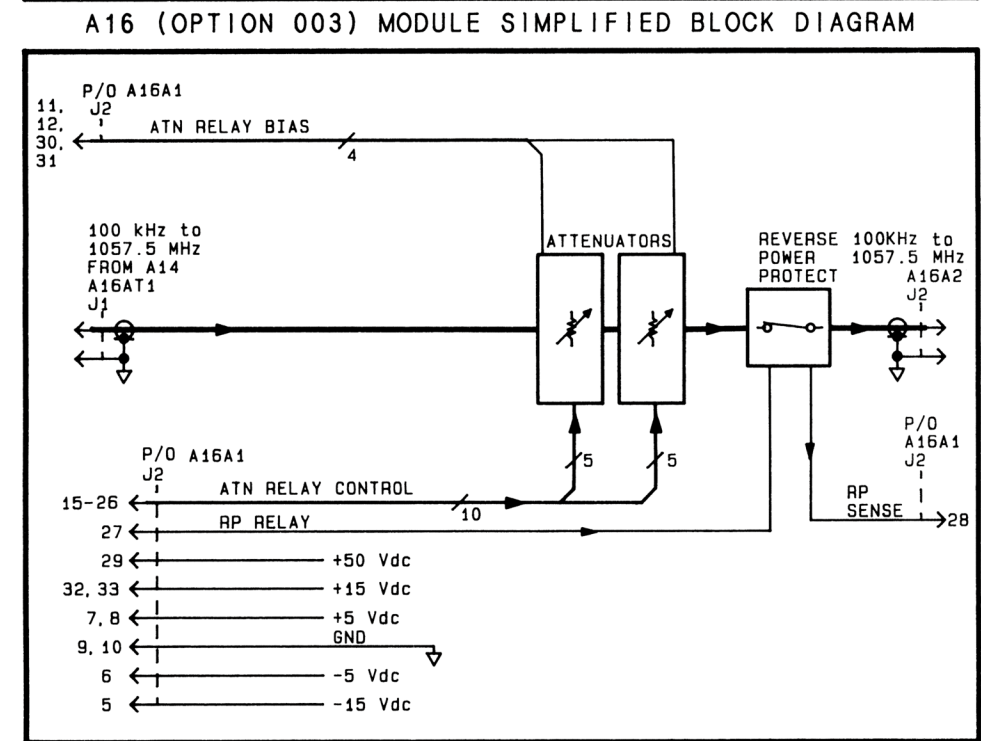 A16 (OPTION 003) MODULE SIMPLIFIED BLOCK DIAGRAM
P/O A16A1
J2
11,
12,
30,
31
ATN RELAY BIAS
4
100 kHz to
1057.5 MHz
FROM A14
A16AT1
J1
ATTENUATORS
REVERSE
POWER
PROTECT
100KHz to
1057.5 MHz
A16A2
J2
5
5
P/O
A16A1
J2
RP
SENSE
28
P/O A16A1
J2
15-26
ATN RELAY CONTROL
10
27
RP RELAY
29
+50 Vdc
32, 33
+15 Vdc
7, 8
+5 Vdc
9, 10
GND
6
-5 Vdc
5
-15 Vdc